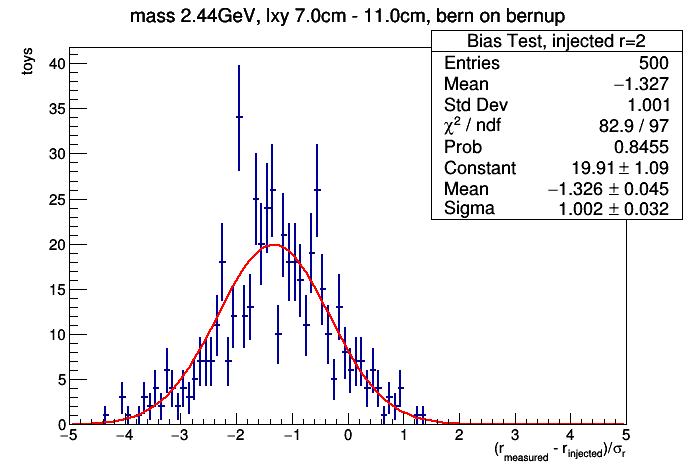 mass 2.44GeV, lxy 7.0cm - 11.0cm, bern on bernup
Bias Test, injected r=2
Entries 500
Mean −1.327
Std Dev 1.001
χ² / ndf 82.9 / 97
Prob 0.8455
Constant 19.91 ± 1.09
Mean −1.326 ± 0.045
Sigma 1.002 ± 0.032
toys
40
35
30
25
20
15
10
5
0
−5 −4 −3 −2 −1 0 1 2 3 4 5
(r_measured - r_injected)/σ_r